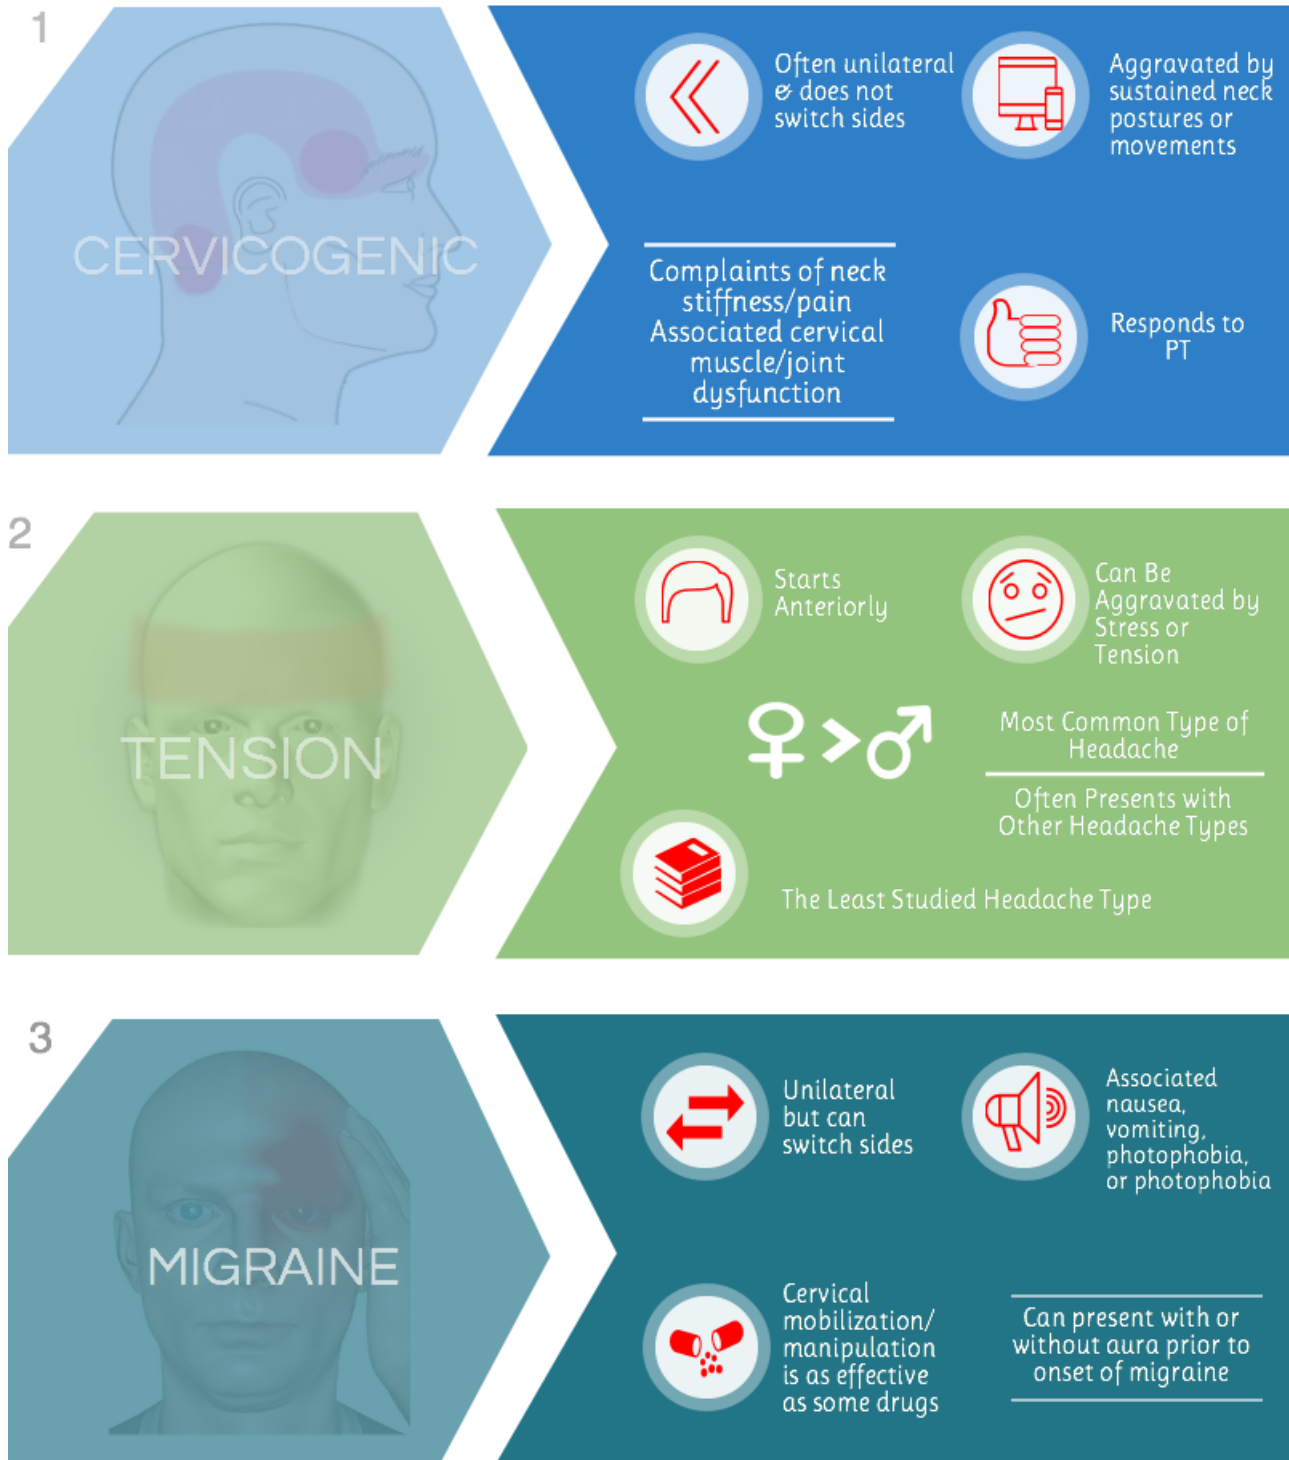 1
CERVICOGENIC
Often unilateral
& does not
switch sides
Aggravated by
sustained neck
postures or
movements
Complaints of neck
stiffness/pain
Associated cervical
muscle/joint
dysfunction
Responds to
PT
2
TENSION
Starts
Anteriorly
Can Be
Aggravated by
Stress or
Tension
♀>♂
Most Common Type of
Headache
Often Presents with
Other Headache Types
The Least Studied Headache Type
3
MIGRAINE
Unilateral
but can
switch sides
Associated
nausea,
vomiting,
photophobia,
or photophobia
Cervical
mobilization/
manipulation
is as effective
as some drugs
Can present with or
without aura prior to
onset of migraine